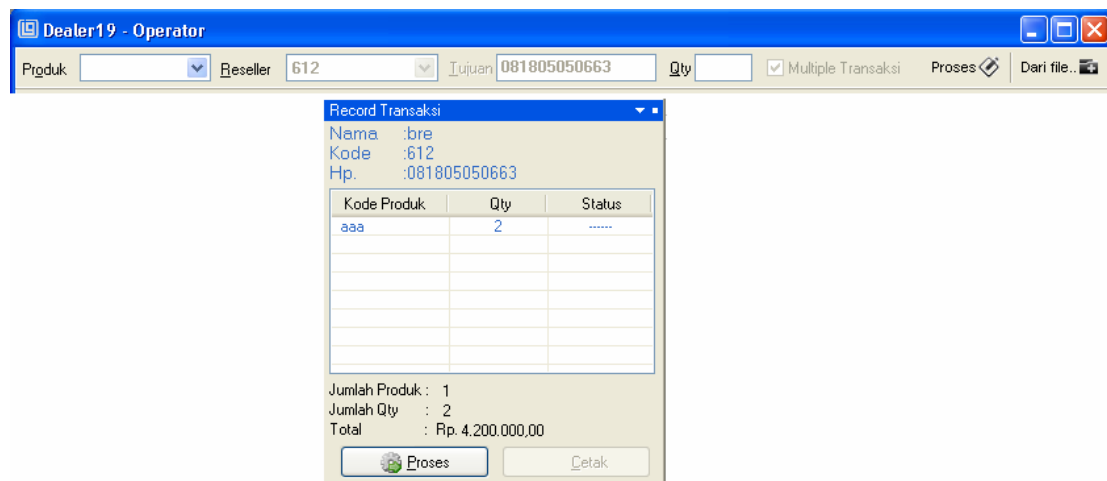 Dealer19 - Operator
Produk Reseller 612 Tujuan 081805050663 Qty Multiple Transaksi Proses Dari file..
Record Transaksi
Nama :bre
Kode :612
Hp. :081805050663
Kode Produk Qty Status
aaa 2 ------
Jumlah Produk : 1
Jumlah Qty : 2
Total : Rp. 4.200.000,00
Proses Cetak